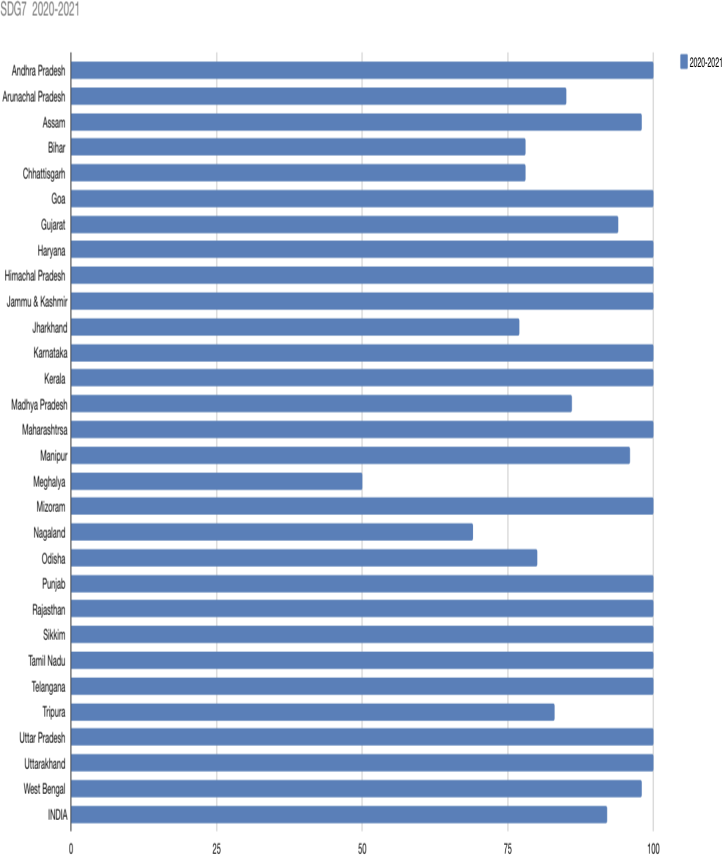 SDG7 2020-2021
2020-2021
Andhra Pradesh
Arunachal Pradesh
Assam
Bihar
Chhattisgarh
Goa
Gujarat
Haryana
Himachal Pradesh
Jammu & Kashmir
Jharkhand
Karnataka
Kerala
Madhya Pradesh
Maharashtrsa
Manipur
Meghalya
Mizoram
Nagaland
Odisha
Punjab
Rajasthan
Sikkim
Tamil Nadu
Telangana
Tripura
Uttar Pradesh
Uttarakhand
West Bengal
INDIA
0 25 50 75 100